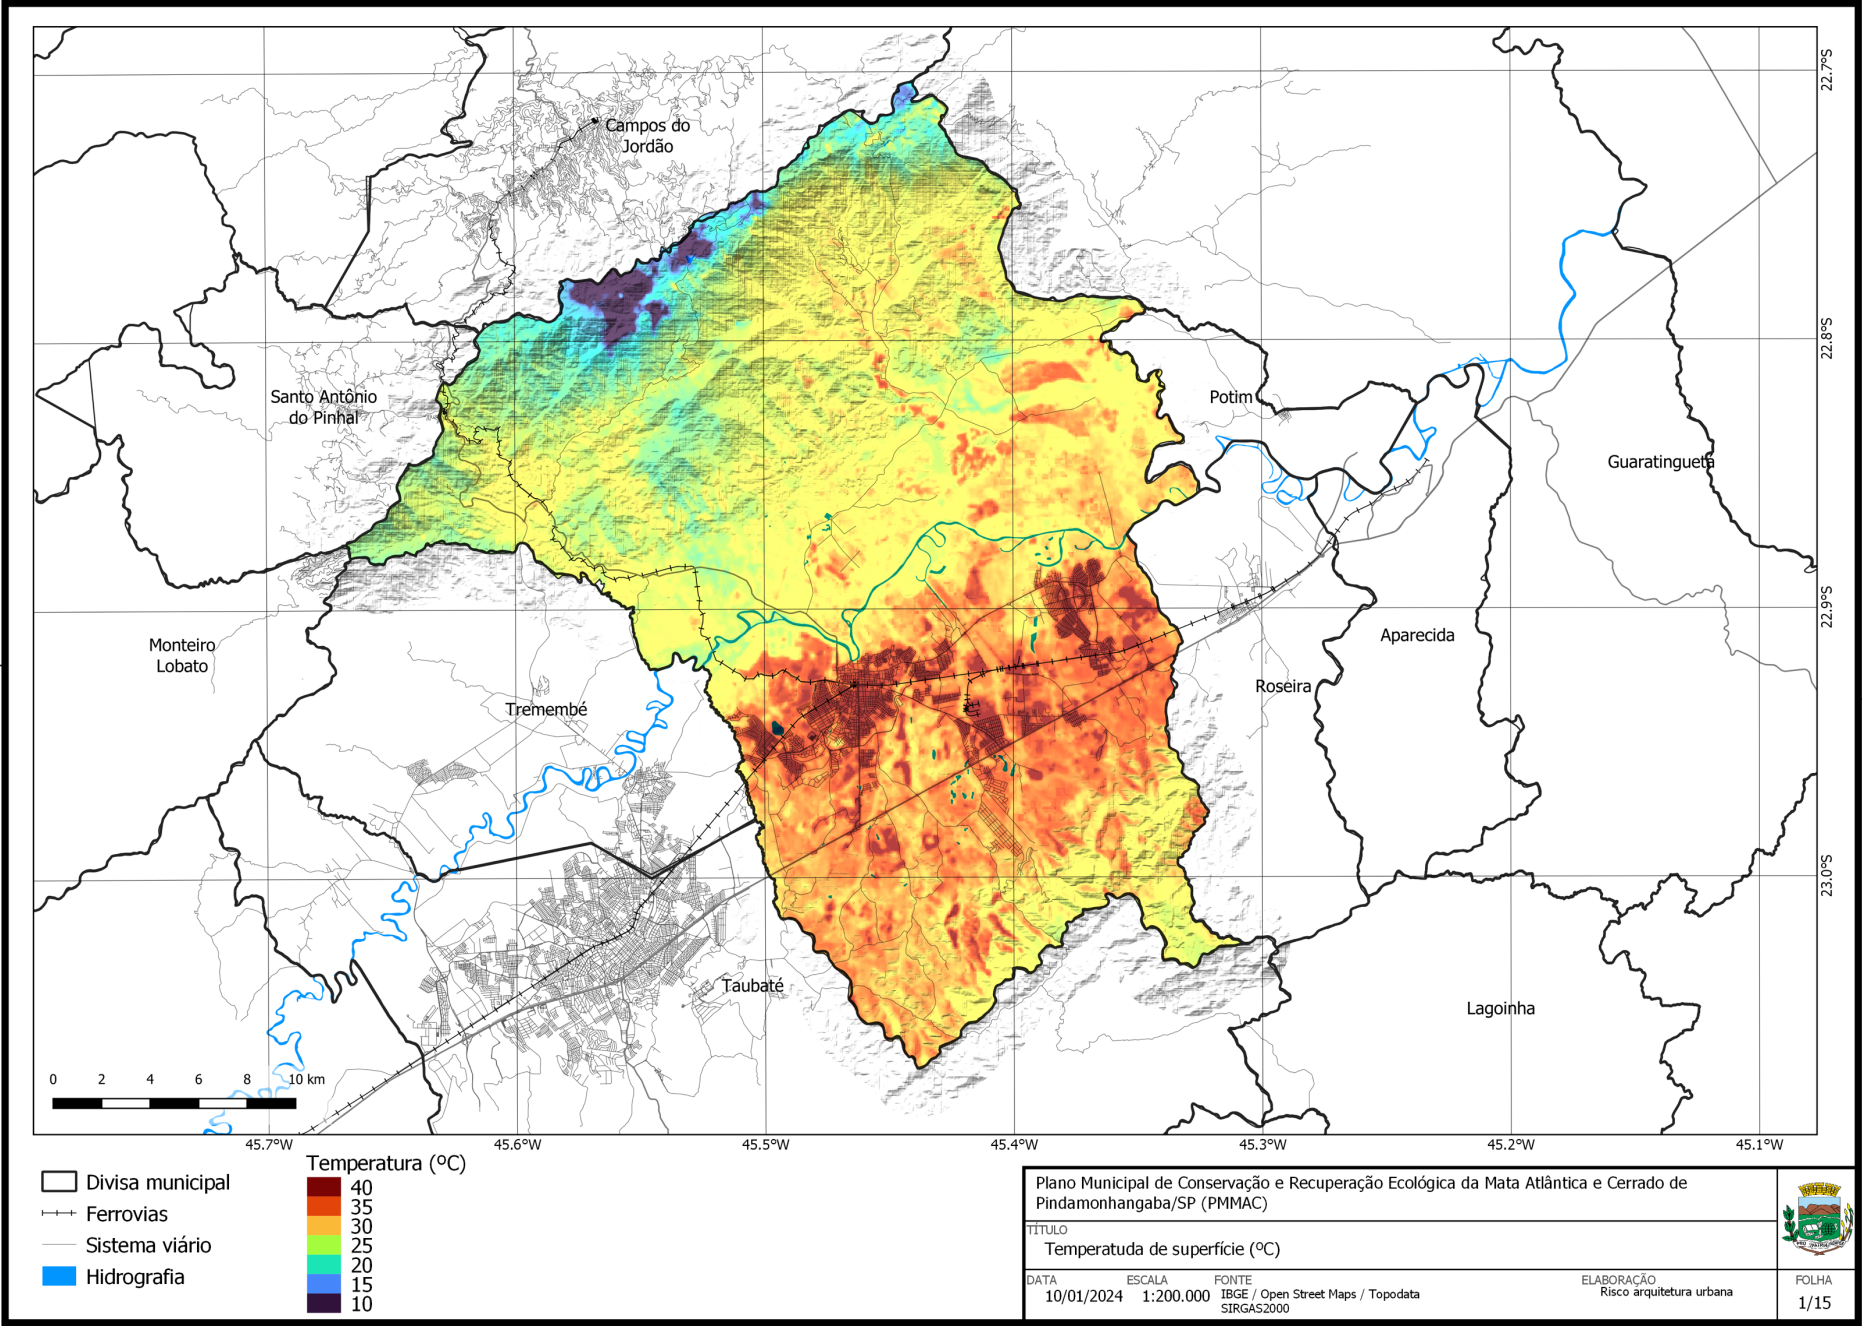 22.7°S
Campos do
Jordão
22.8°S
Santo Antônio
do Pinhal
Potim
Guaratingueta
22.9°S
Monteiro
Lobato
Aparecida
Roseira
Tremembé
23.0°S
Taubaté
Lagoinha
0 2 4 6 8 10 km
45.7°W 45.6°W 45.5°W 45.4°W 45.3°W 45.2°W 45.1°W
Divisa municipal
Ferrovias
Sistema viário
Hidrografia
Temperatura (ºC)
40
35
30
25
20
15
10
Plano Municipal de Conservação e Recuperação Ecológica da Mata Atlântica e Cerrado de
Pindamonhangaba/SP (PMMAC)
TÍTULO
Temperatuda de superfície (ºC)
DATA
10/01/2024
ESCALA
1:200.000
FONTE
IBGE / Open Street Maps / Topodata
SIRGAS2000
ELABORAÇÃO
Risco arquitetura urbana
FOLHA
1/15